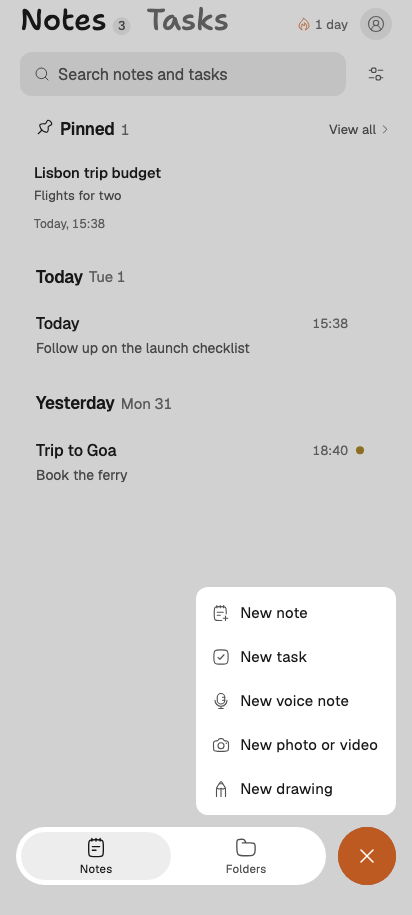 Notes 3 Tasks 1 day
Search notes and tasks
Pinned 1 View all
Lisbon trip budget
Flights for two
Today, 15:38
Today Tue 1
Today 15:38
Follow up on the launch checklist
Yesterday Mon 31
Trip to Goa 18:40
Book the ferry
New note
New task
New voice note
New photo or video
New drawing
Notes Folders